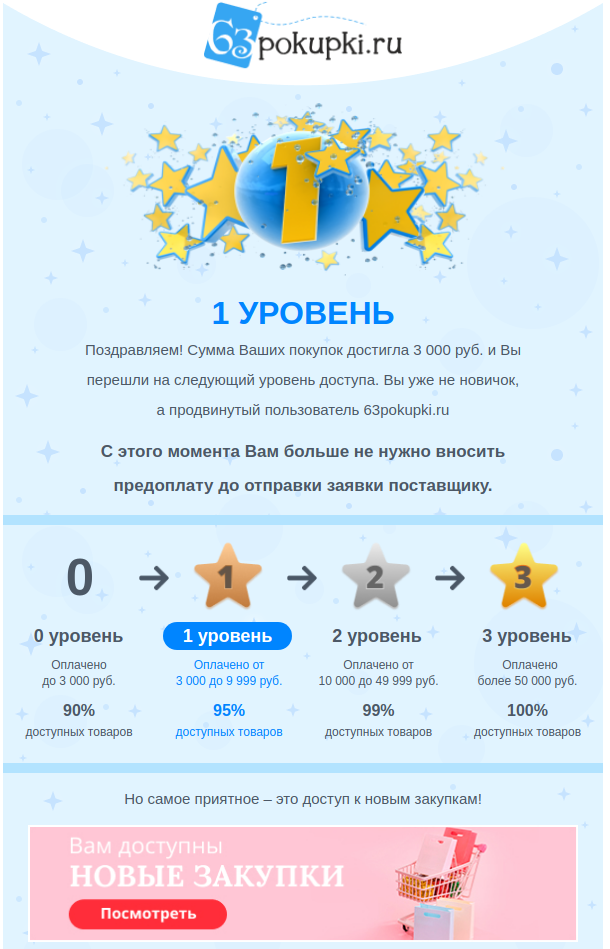 63pokupki.ru
1
1 УРОВЕНЬ
Поздравляем! Сумма Ваших покупок достигла 3 000 руб. и Вы
перешли на следующий уровень доступа. Вы уже не новичок,
а продвинутый пользователь 63pokupki.ru
С этого момента Вам больше не нужно вносить
предоплату до отправки заявки поставщику.
0 1 2 3
0 уровень 1 уровень 2 уровень 3 уровень
Оплачено Оплачено от Оплачено от Оплачено
до 3 000 руб. 3 000 до 9 999 руб. 10 000 до 49 999 руб. более 50 000 руб.
90% 95% 99% 100%
доступных товаров доступных товаров доступных товаров доступных товаров
Но самое приятное – это доступ к новым закупкам!
Вам доступны
НОВЫЕ ЗАКУПКИ
Посмотреть